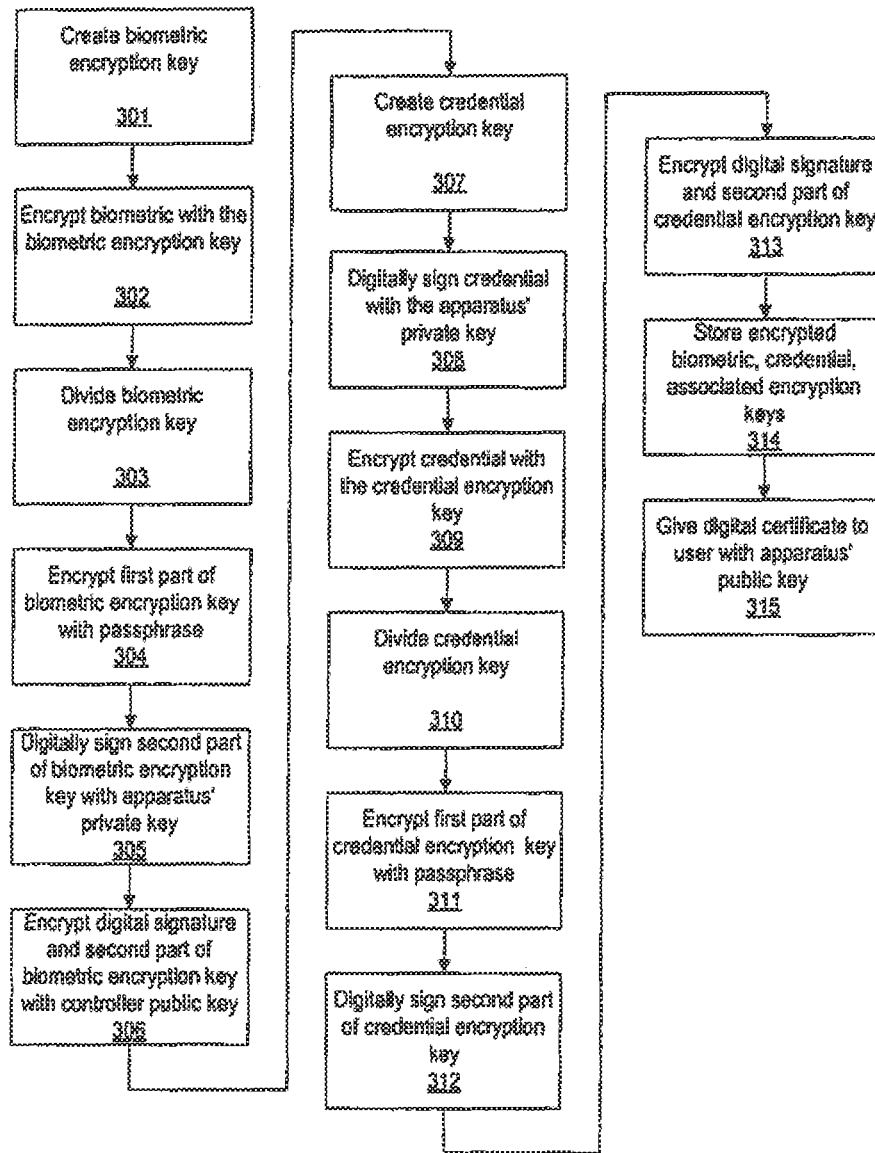 Create biometric
encryption key
301
Encrypt biometric with the
biometric encryption key
302
Divide biometric
encryption key
303
Encrypt first part of
biometric encryption key
with passphrase
304
Digitally sign second part
of biometric encryption
key with apparatus'
private key
305
Encrypt digital signature
and second part of
biometric encryption key
with controller public key
306
Create credential
encryption key
307
Digitally sign credential
with the apparatus'
private key
308
Encrypt credential with
the credential encryption
key
309
Divide credential
encryption key
310
Encrypt first part of
credential encryption key
with passphrase
311
Digitally sign second part
of credential encryption
key
312
Encrypt digital signature
and second part of
credential encryption key
313
Store encrypted
biometric, credential,
associated encryption
keys
314
Give digital certificate to
user with apparatus'
public key
315